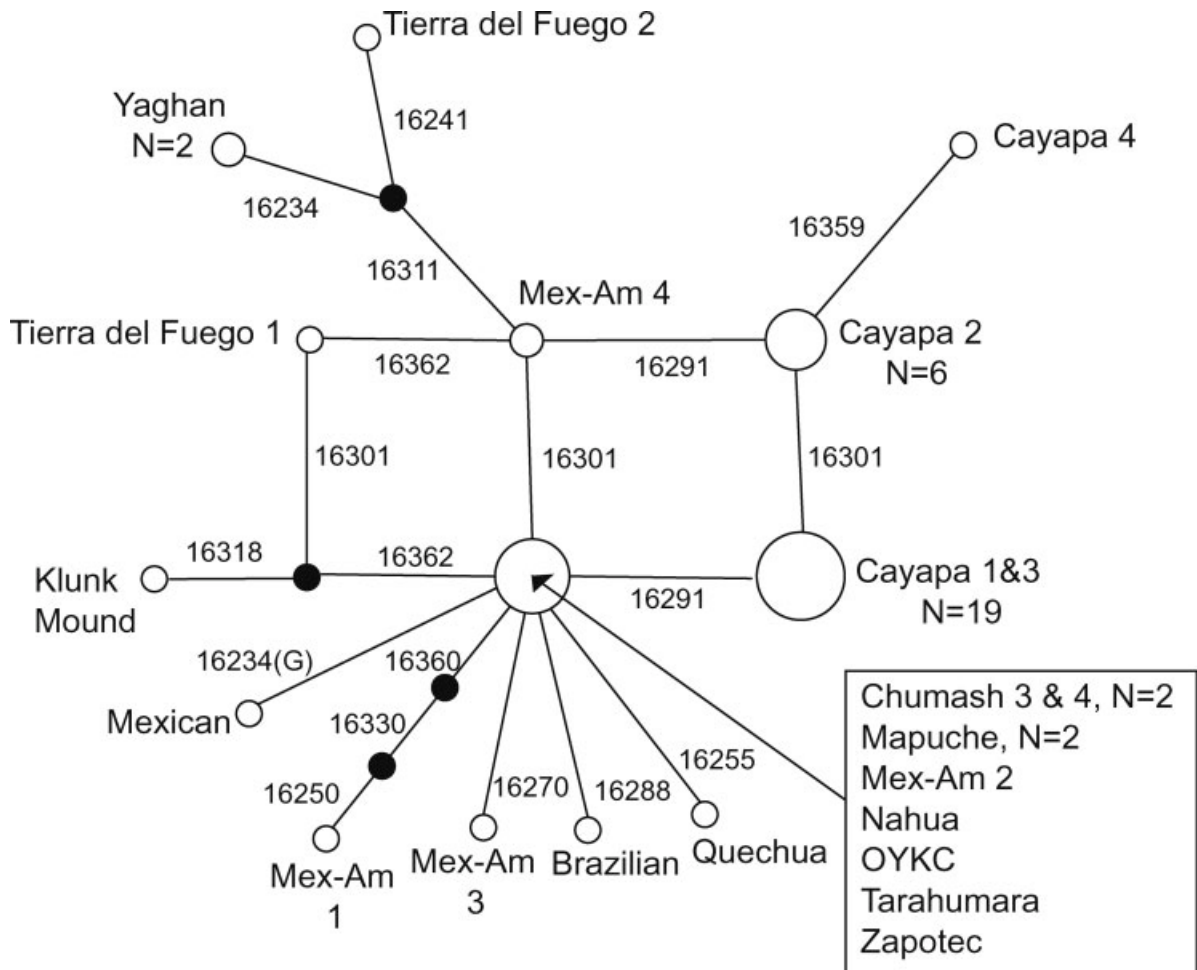 Tierra del Fuego 2
Yaghan
N=2
16241
Cayapa 4
16234
16359
16311
Mex-Am 4
Tierra del Fuego 1
16362
16291
Cayapa 2
N=6
16301
16301
16301
16318
16362
Klunk
Mound
16291
Cayapa 1&3
N=19
16234(G)
16360
Mexican
16330
16250
16270
16288
16255
Mex-Am
1
Mex-Am
3
Brazilian
Quechua
Chumash 3 & 4, N=2
Mapuche, N=2
Mex-Am 2
Nahua
OYKC
Tarahumara
Zapotec